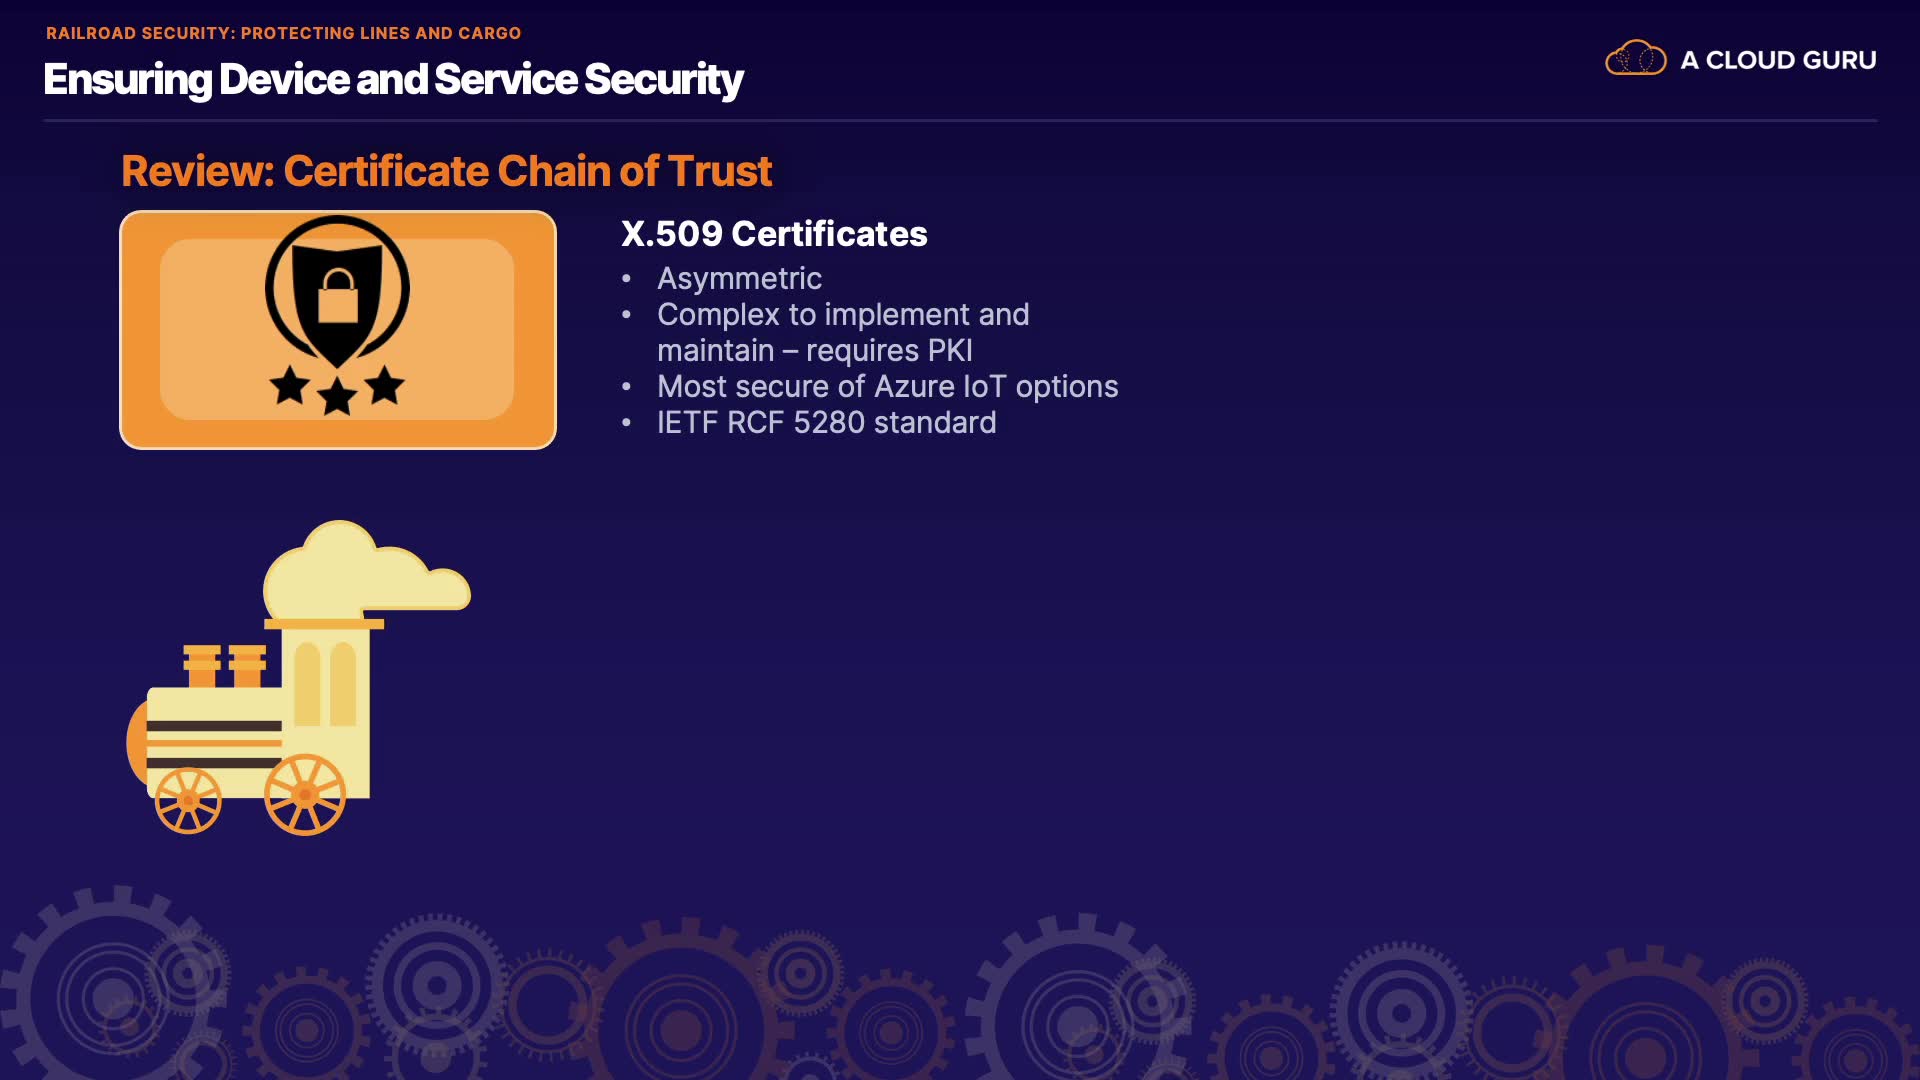 RAILROAD SECURITY: PROTECTING LINES AND CARGO
Ensuring Device and Service Security
A CLOUD GURU
Review: Certificate Chain of Trust
X.509 Certificates
• Asymmetric
• Complex to implement and
maintain – requires PKI
• Most secure of Azure IoT options
• IETF RCF 5280 standard